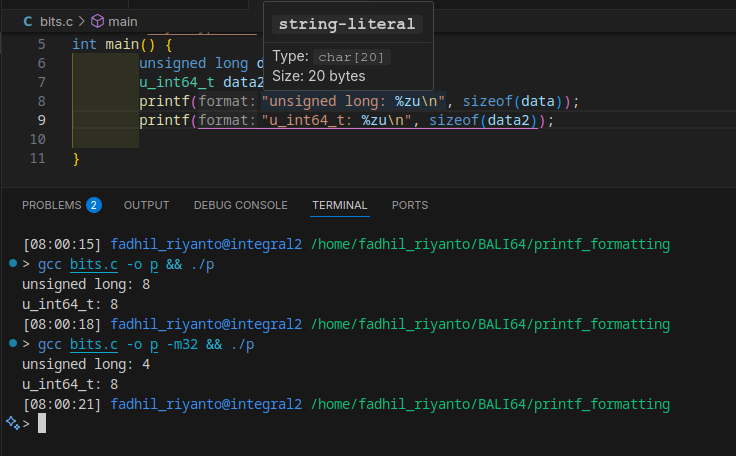 bits.c > main
string-literal
Type: char[20]
Size: 20 bytes
5 int main() {
6 unsigned long d
7 u_int64_t data2
8 printf(format: "unsigned long: %zu\n", sizeof(data));
9 printf(format: "u_int64_t: %zu\n", sizeof(data2));
10
11 }
PROBLEMS 2 OUTPUT DEBUG CONSOLE TERMINAL PORTS
[08:00:15] fadhil_riyanto@integral2 /home/fadhil_riyanto/BALI64/printf_formatting
> gcc bits.c -o p && ./p
unsigned long: 8
u_int64_t: 8
[08:00:18] fadhil_riyanto@integral2 /home/fadhil_riyanto/BALI64/printf_formatting
> gcc bits.c -o p -m32 && ./p
unsigned long: 4
u_int64_t: 8
[08:00:21] fadhil_riyanto@integral2 /home/fadhil_riyanto/BALI64/printf_formatting
>